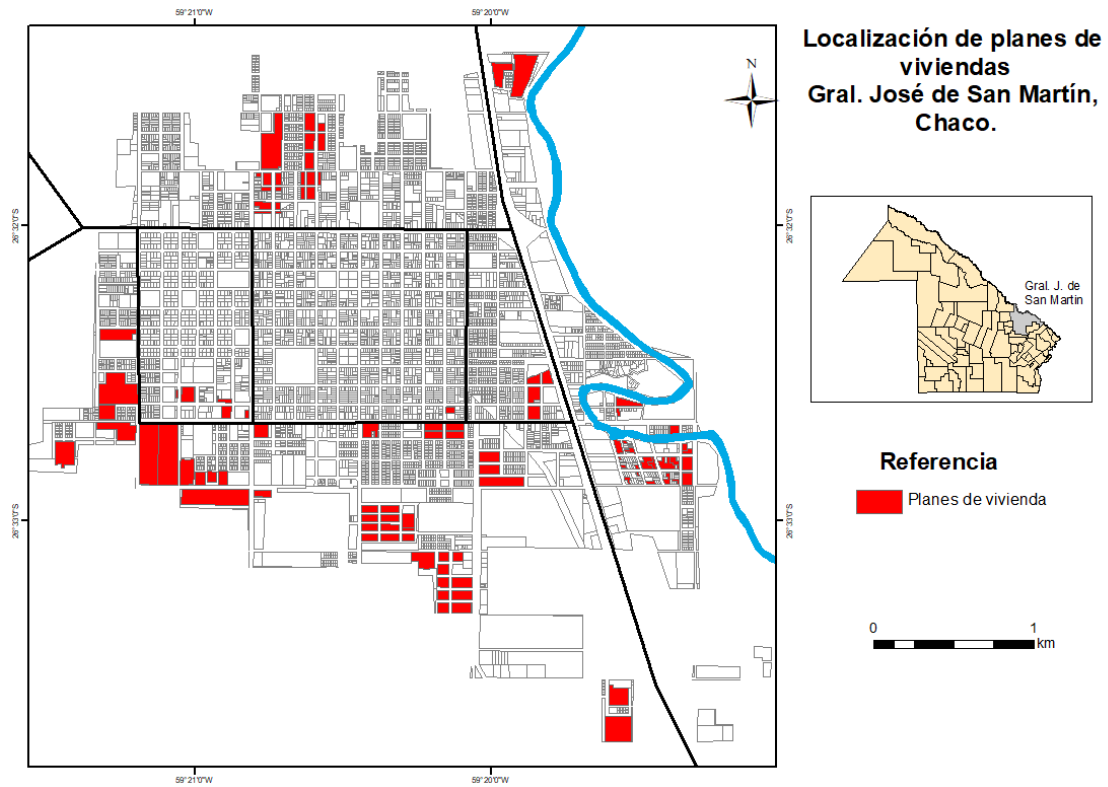 59° 21'0"W
59° 20'0"W
Localización de planes de
viviendas
Gral. José de San Martín,
Chaco.
N
26°32'0"S
26°32'0"S
Gral. J. de
San Martin
Referencia
Planes de vivienda
26°33'0"S
26°33'0"S
0
1
km
59° 21'0"W
59° 20'0"W